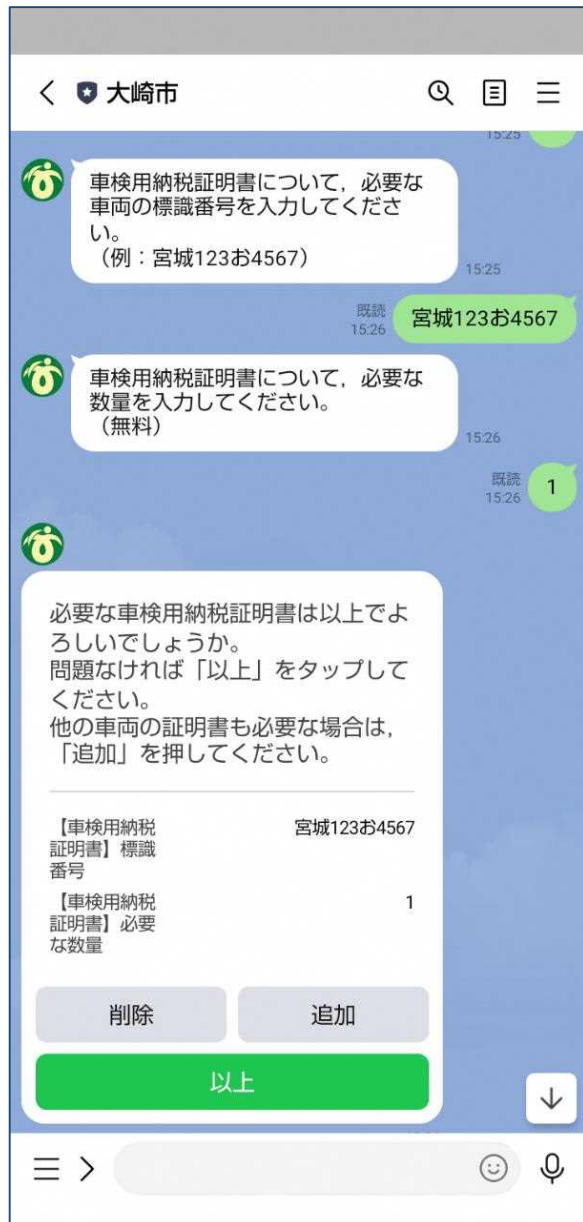 大崎市
15:25
車検用納税証明書について，必要な
車両の標識番号を入力してくださ
い。
（例：宮城123お4567）
15:25
既読
15:26
宮城123お4567
車検用納税証明書について，必要な
数量を入力してください。
（無料）
15:26
既読
15:26
1
必要な車検用納税証明書は以上でよ
ろしいでしょうか。
問題なければ「以上」をタップして
ください。
他の車両の証明書も必要な場合は，
「追加」を押してください。
【車検用納税
証明書】標識
番号
宮城123お4567
【車検用納税
証明書】必要
な数量
1
削除
追加
以上